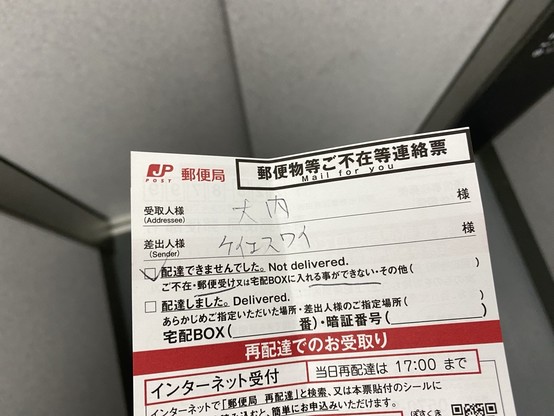 JP POST 郵便局
郵便物等ご不在等連絡票
Mail for you
受取人様 大内 様
(Addressee)
差出人様 ケイエスワイ 様
(Sender)
配達できませんでした。Not delivered.
ご不在・郵便受け又は宅配BOXに入れる事ができない・その他( )
配達しました。Delivered.
あらかじめご指定いただいた場所・差出人様のご指定場所( )
宅配BOX( 番)・暗証番号( )
再配達でのお受取り
インターネット受付 当日再配達は 17:00 まで
インターネットで「郵便局 再配達」と検索、又は本票貼付のシールに
込むと、簡単にお申込みいただけます。